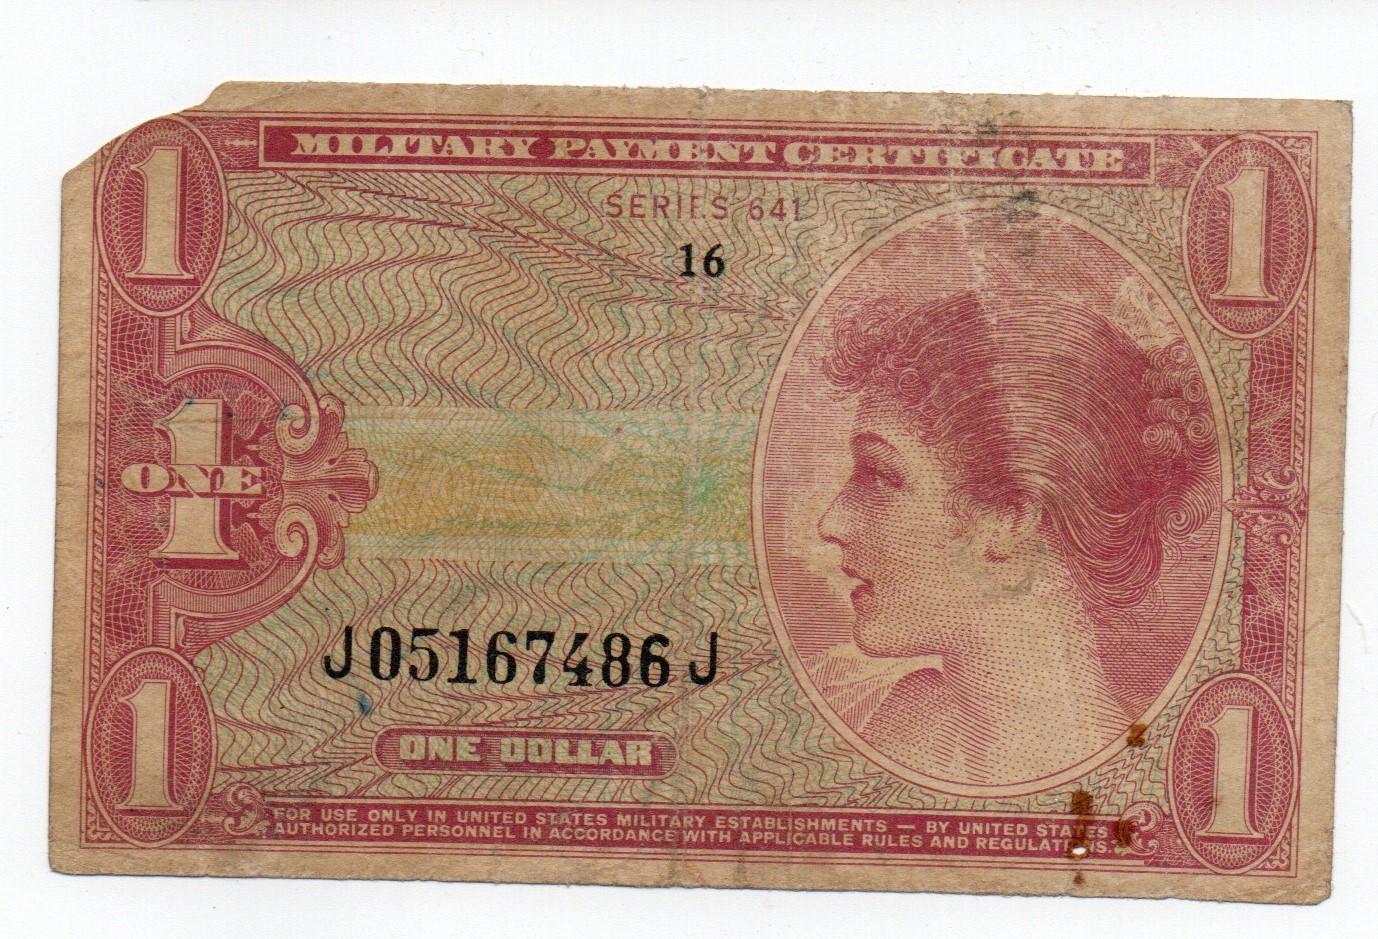 1
MILITARY PAYMENT CERTIFICATE
1
SERIES 641
16
1
ONE
J05167486J
ONE DOLLAR
1
1
FOR USE ONLY IN UNITED STATES MILITARY ESTABLISHMENTS — BY UNITED STATES
AUTHORIZED PERSONNEL IN ACCORDANCE WITH APPLICABLE RULES AND REGULATIONS.